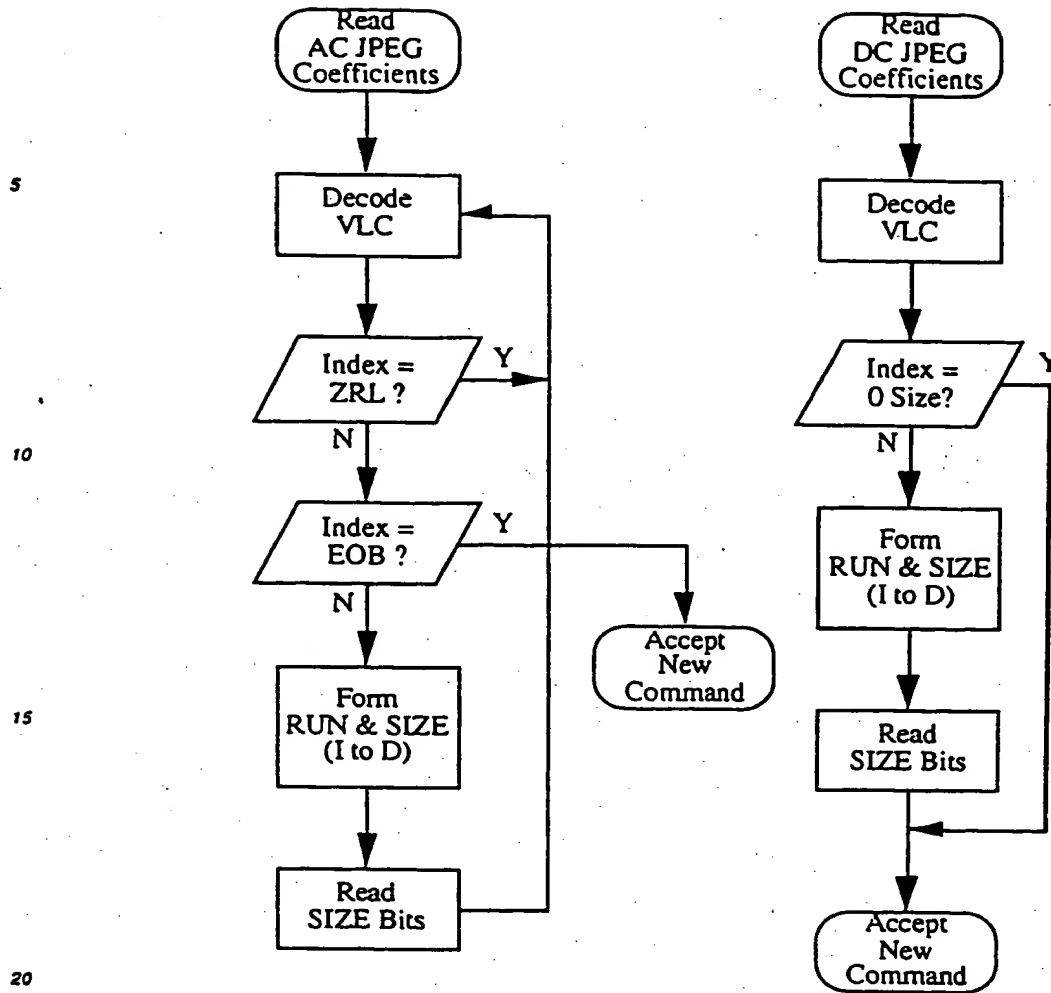 Read
AC JPEG
Coefficients
5
Decode
VLC
Index =
ZRL ?
Y
N
10
Index =
EOB ?
Y
N
Accept
New
Command
15
Form
RUN & SIZE
(I to D)
Read
SIZE Bits
20
Read
DC JPEG
Coefficients
Decode
VLC
Index =
0 Size?
Y
N
Form
RUN & SIZE
(I to D)
Read
SIZE Bits
Accept
New
Command